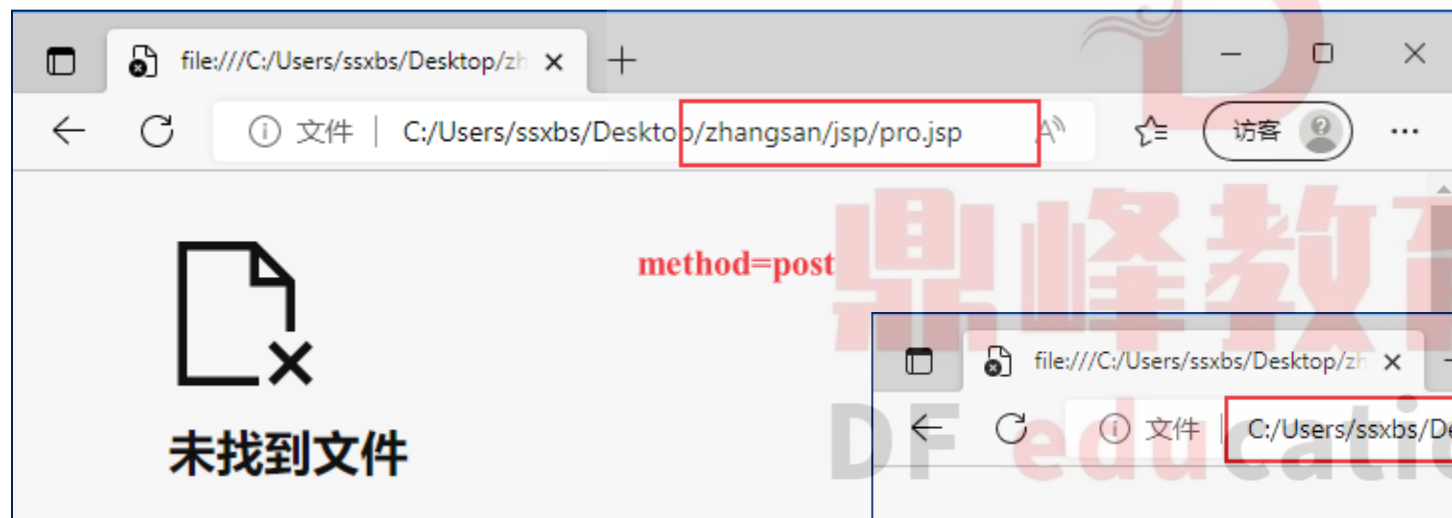 file:///C:/Users/ssxbs/Desktop/zh
文件 C:/Users/ssxbs/Desktop/zhangsan/jsp/pro.jsp
访客
method=post
鼎峰教育
未找到文件
file:///C:/Users/ssxbs/Desktop/zh
文件 C:/Users/ssxbs/De
DF educatio